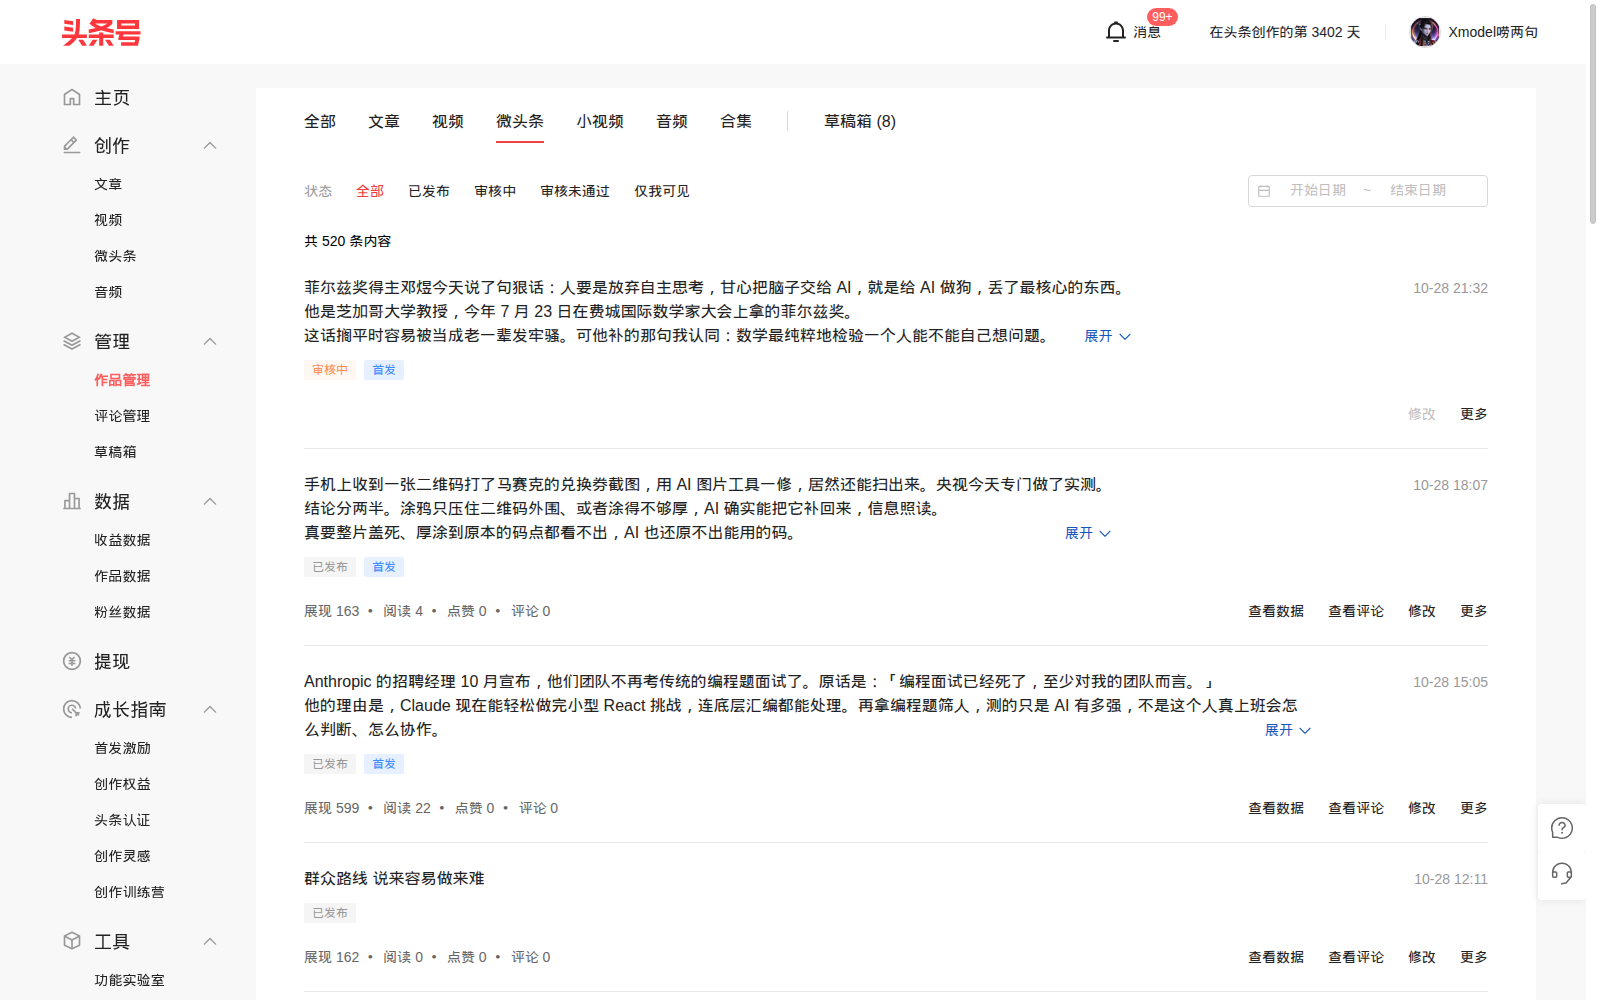 头条号
消息
99+
在头条创作的第 3402 天
Xmodel唠两句
主页
创作
文章
视频
微头条
音频
管理
作品管理
评论管理
草稿箱
数据
收益数据
作品数据
粉丝数据
提现
成长指南
首发激励
创作权益
头条认证
创作灵感
创作训练营
工具
功能实验室
全部 文章 视频 微头条 小视频 音频 合集 草稿箱 (8)
状态 全部 已发布 审核中 审核未通过 仅我可见
开始日期 ~ 结束日期
共 520 条内容
菲尔兹奖得主邓煜今天说了句狠话：人要是放弃自主思考，甘心把脑子交给 AI，就是给 AI 做狗，丢了最核心的东西。
10-28 21:32
他是芝加哥大学教授，今年 7 月 23 日在费城国际数学家大会上拿的菲尔兹奖。
这话搁平时容易被当成老一辈发牢骚。可他补的那句我认同：数学最纯粹地检验一个人能不能自己想问题。 展开
审核中 首发
修改 更多
手机上收到一张二维码打了马赛克的兑换券截图，用 AI 图片工具一修，居然还能扫出来。央视今天专门做了实测。
10-28 18:07
结论分两半。涂鸦只压住二维码外围、或者涂得不够厚，AI 确实能把它补回来，信息照读。
真要整片盖死、厚涂到原本的码点都看不出，AI 也还原不出能用的码。 展开
已发布 首发
展现 163 • 阅读 4 • 点赞 0 • 评论 0
查看数据 查看评论 修改 更多
Anthropic 的招聘经理 10 月宣布，他们团队不再考传统的编程题面试了。原话是：「编程面试已经死了，至少对我的团队而言。」
10-28 15:05
他的理由是，Claude 现在能轻松做完小型 React 挑战，连底层汇编都能处理。再拿编程题筛人，测的只是 AI 有多强，不是这个人真上班会怎
么判断、怎么协作。 展开
已发布 首发
展现 599 • 阅读 22 • 点赞 0 • 评论 0
查看数据 查看评论 修改 更多
群众路线 说来容易做来难
10-28 12:11
已发布
展现 162 • 阅读 0 • 点赞 0 • 评论 0
查看数据 查看评论 修改 更多